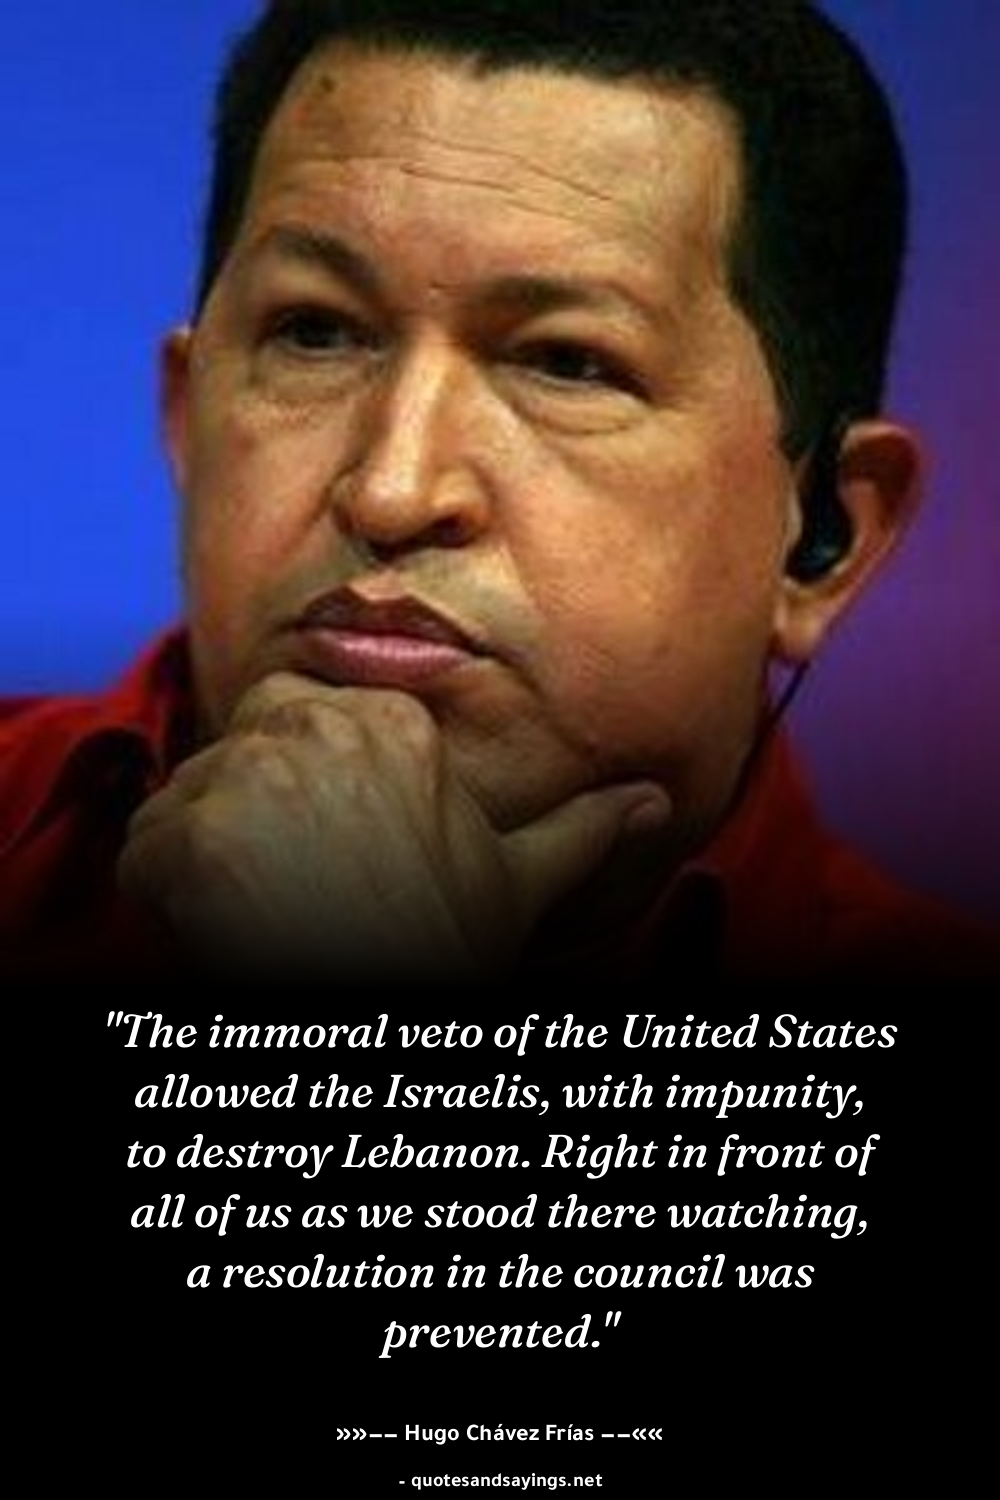 "The immoral veto of the United States
allowed the Israelis, with impunity,
to destroy Lebanon. Right in front of
all of us as we stood there watching,
a resolution in the council was
prevented."
»»−− Hugo Chávez Frías −−««
- quotesandsayings.net